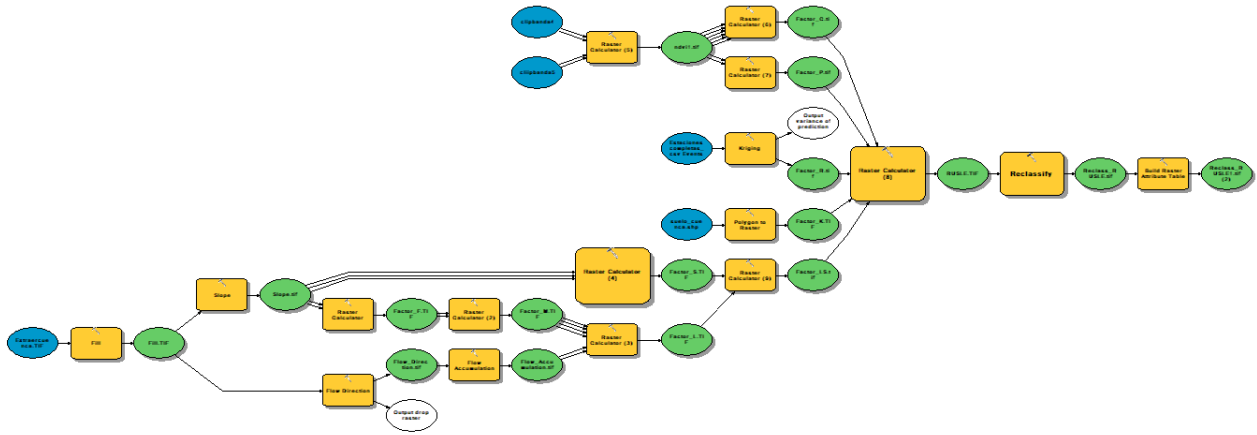 Raster
Calculator
(5)
ndvi1.tif
Raster
Calculator (6)
Factor_C.ti
f
Raster
Calculator (7)
Factor_P.tif
Output
variance of
prediction
Estaciones
completas_
Kriging
Factor_R.ti
f
Raster Calculator
(8)
RUSLE.TIF
Reclassify
Reclass_R
USLE.tif
Build Raster
Attribute Table
Reclass_R
USLE1.tif
(2)
Polygon to
Raster
Factor_K.TI
F
Raster Calculator
(4)
Factor_S.TI
F
Raster
Calculator (9)
Factor_LS.t
if
Slope
Slope.tif
Raster
Calculator
Factor_F.TI
F
Raster
Calculator (2)
Factor_M.TI
F
Raster
Calculator (3)
Factor_L.TI
F
Fill
Fill.TIF
Flow_Direc
tion.tif
Flow
Accumulation
Flow_Accu
mulation.tif
Flow Direction
Output drop
raster